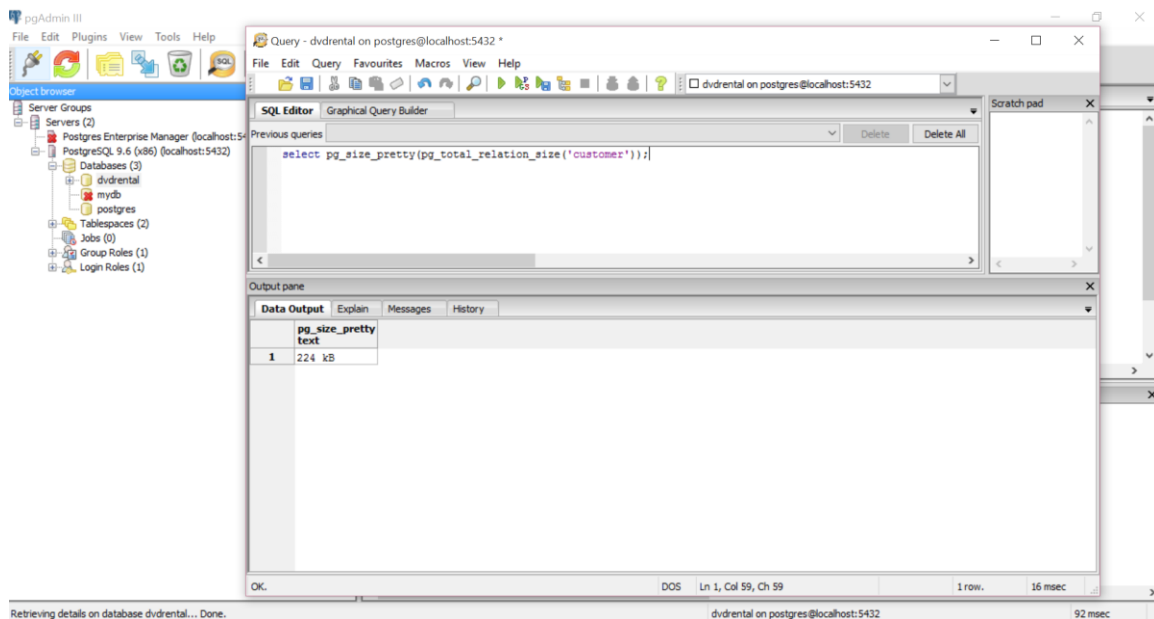 pgAdmin III
File Edit Plugins View Tools Help
SQL
Object browser
Server Groups
Servers (2)
Postgres Enterprise Manager (localhost:54
PostgreSQL 9.6 (x86) (localhost:5432)
Databases (3)
dvdrental
mydb
postgres
Tablespaces (2)
Jobs (0)
Group Roles (1)
Login Roles (1)
Query - dvdrental on postgres@localhost:5432 *
File Edit Query Favourites Macros View Help
dvdrental on postgres@localhost:5432
SQL Editor Graphical Query Builder
Previous queries Delete Delete All
select pg_size_pretty(pg_total_relation_size('customer'));
Scratch pad
Output pane
Data Output Explain Messages History
pg_size_pretty
text
1 224 kB
OK. DOS Ln 1, Col 59, Ch 59 1 row. 16 msec
Retrieving details on database dvdrental... Done. dvdrental on postgres@localhost:5432 92 msec